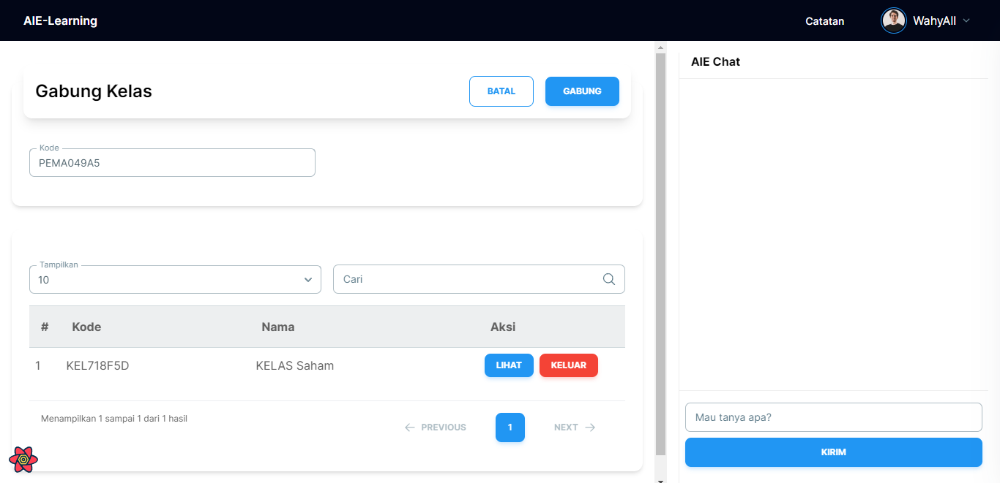 AIE-Learning
Catatan
WahyAll
Gabung Kelas
BATAL
GABUNG
Kode
PEMA049A5
Tampilkan
10
Cari
# Kode Nama Aksi
1 KEL718F5D KELAS Saham LIHAT KELUAR
Menampilkan 1 sampai 1 dari 1 hasil
PREVIOUS 1 NEXT
AIE Chat
Mau tanya apa?
KIRIM